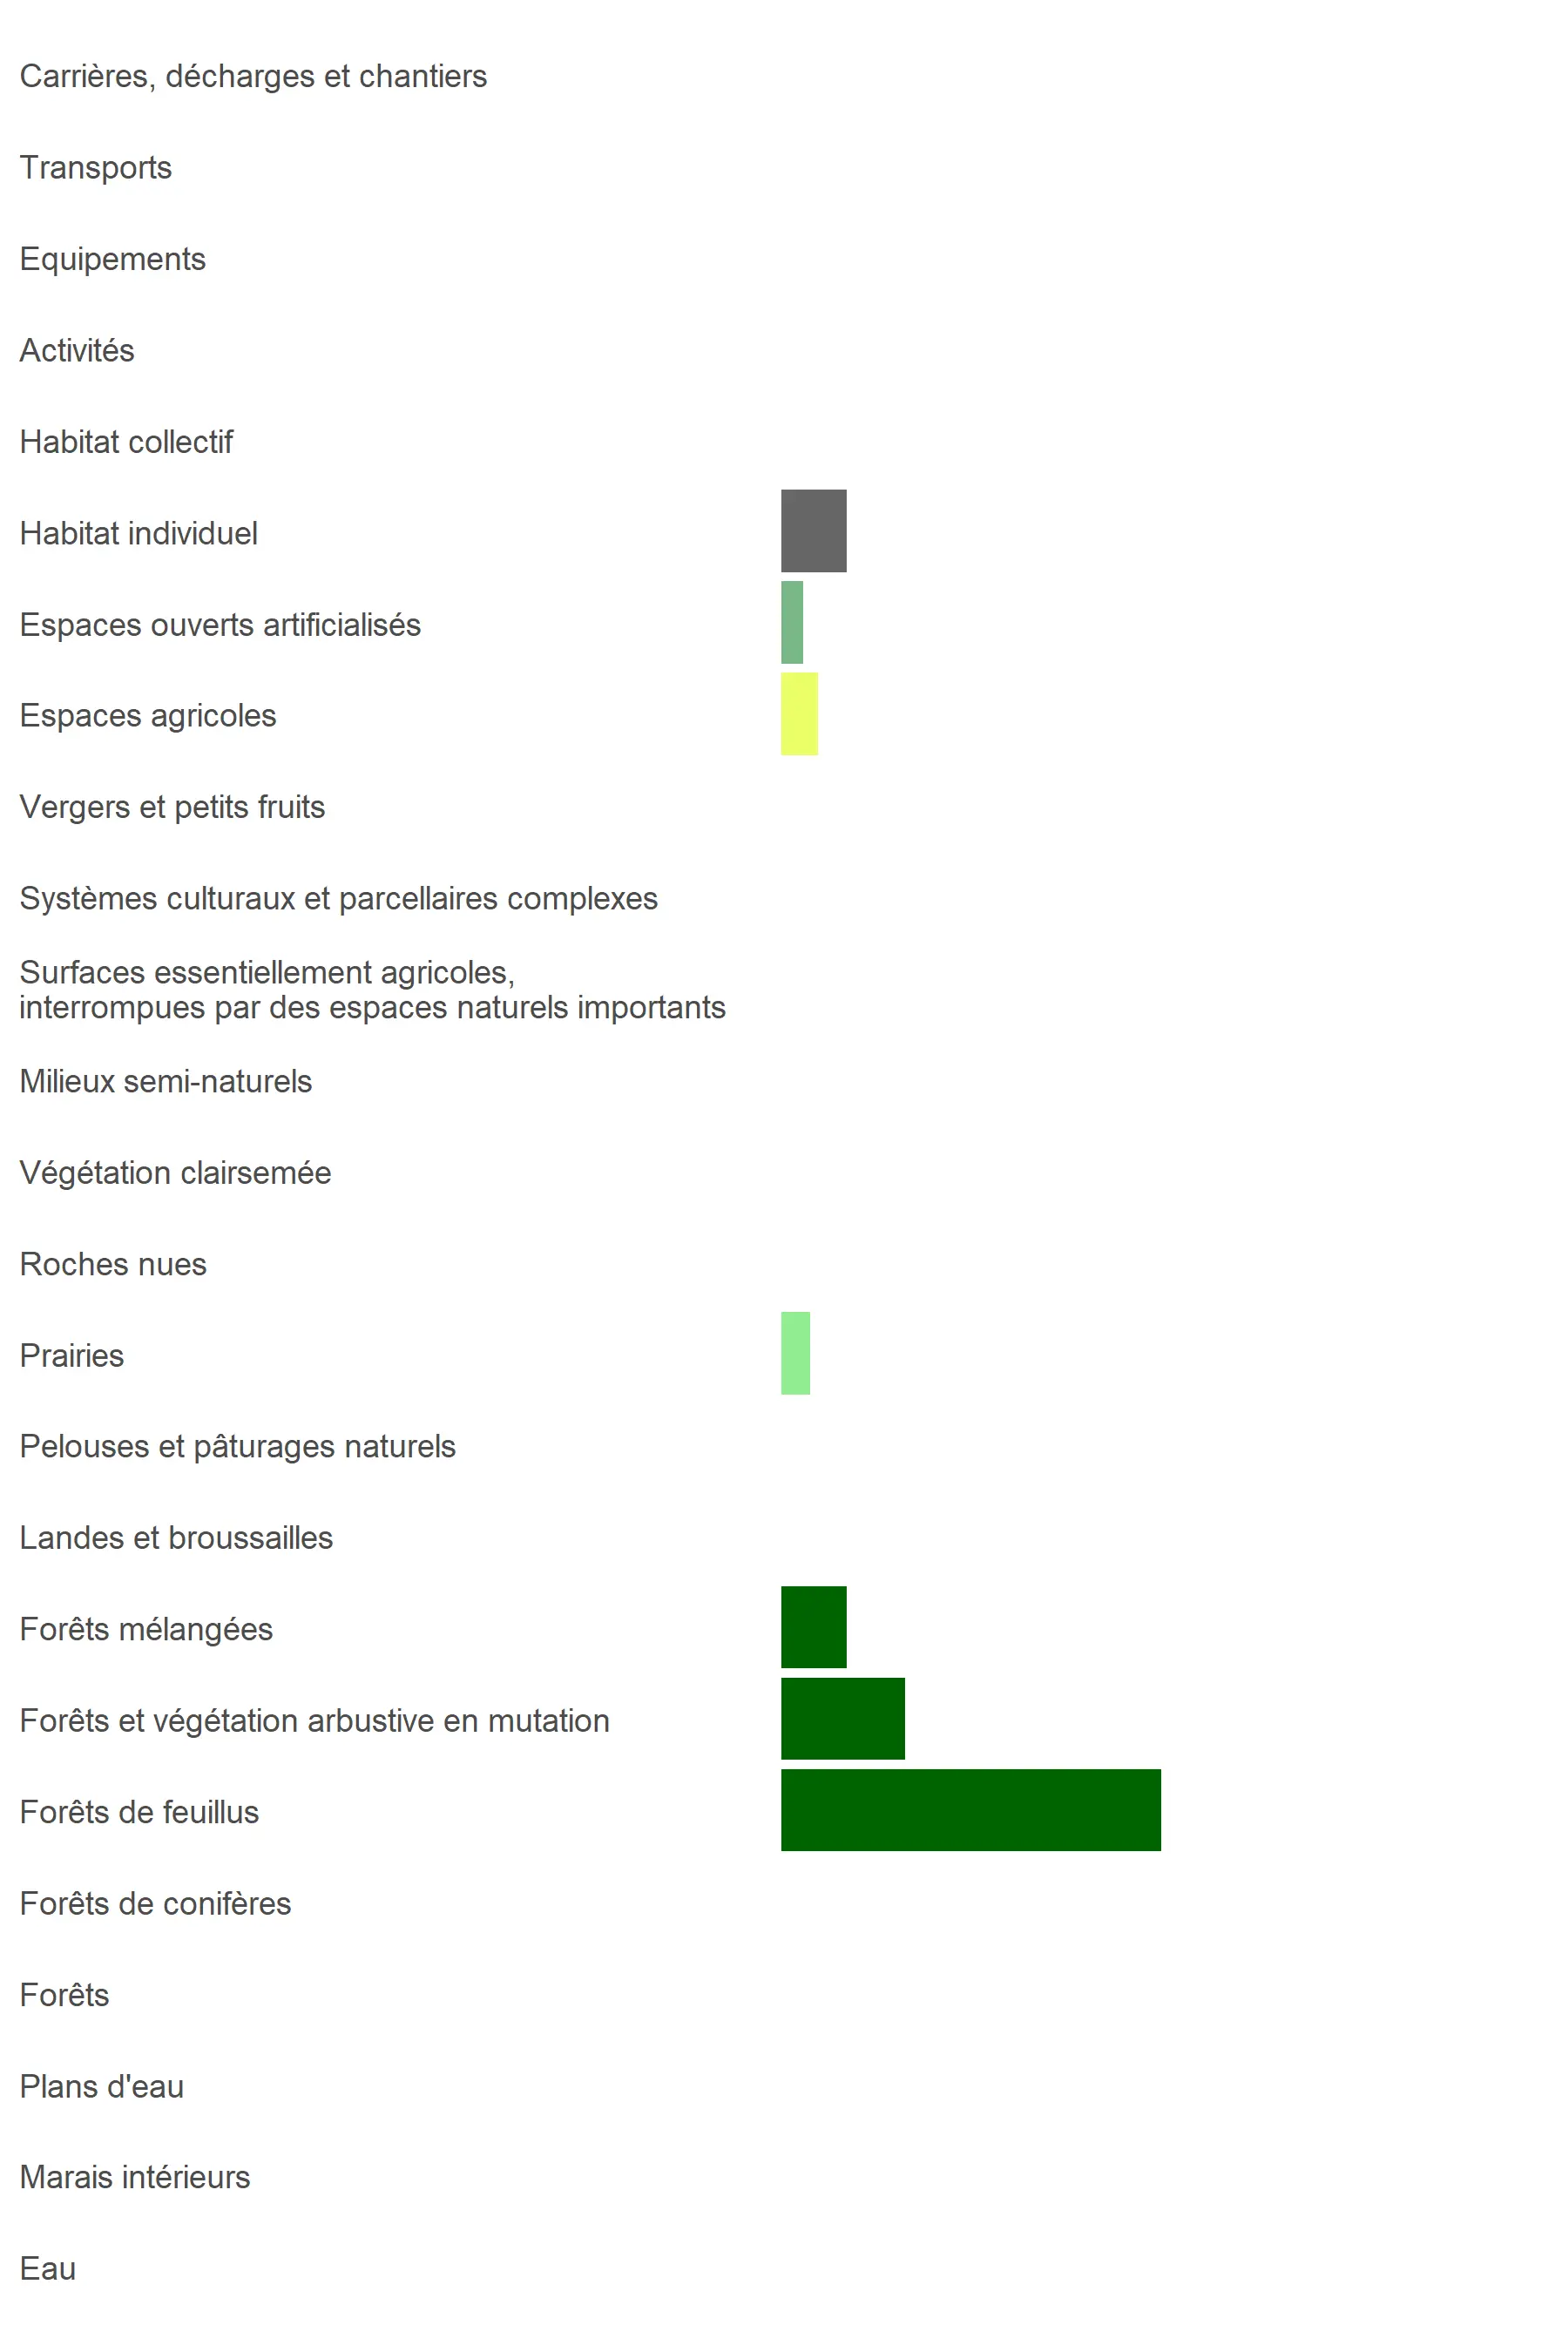 Carrières, décharges et chantiers
Transports
Equipements
Activités
Habitat collectif
Habitat individuel
Espaces ouverts artificialisés
Espaces agricoles
Vergers et petits fruits
Systèmes culturaux et parcellaires complexes
Surfaces essentiellement agricoles,
interrompues par des espaces naturels importants
Milieux semi-naturels
Végétation clairsemée
Roches nues
Prairies
Pelouses et pâturages naturels
Landes et broussailles
Forêts mélangées
Forêts et végétation arbustive en mutation
Forêts de feuillus
Forêts de conifères
Forêts
Plans d'eau
Marais intérieurs
Eau